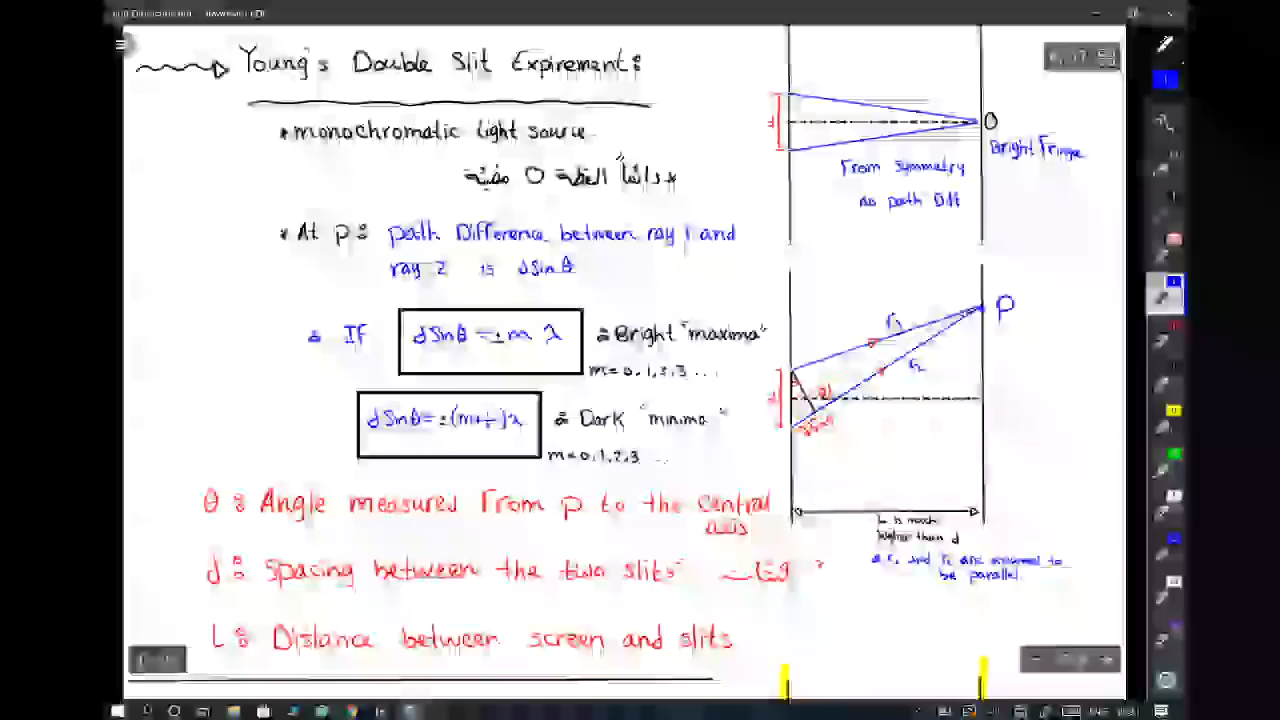 Young's Double Slit Expirement:
* monochromatic light source
* دائماً النقطة O مضيئة
* At P: path Difference between ray 1 and
ray 2 is dsinθ
IF dSinθ = ±m λ : Bright "maxima"
m = 0, 1, 2, 3 ...
dSinθ = ±(m+½)λ : Dark "minima"
m = 0, 1, 2, 3 ...
θ : Angle measured From P to the central
axis
d : Spacing between the two slits
L : Distance between screen and slits
d
O
Bright Fringe
From symmetry
no path Diff
P
r1
r2
d
L is much
higher than d
r1 and r2 are assumed to
be parallel